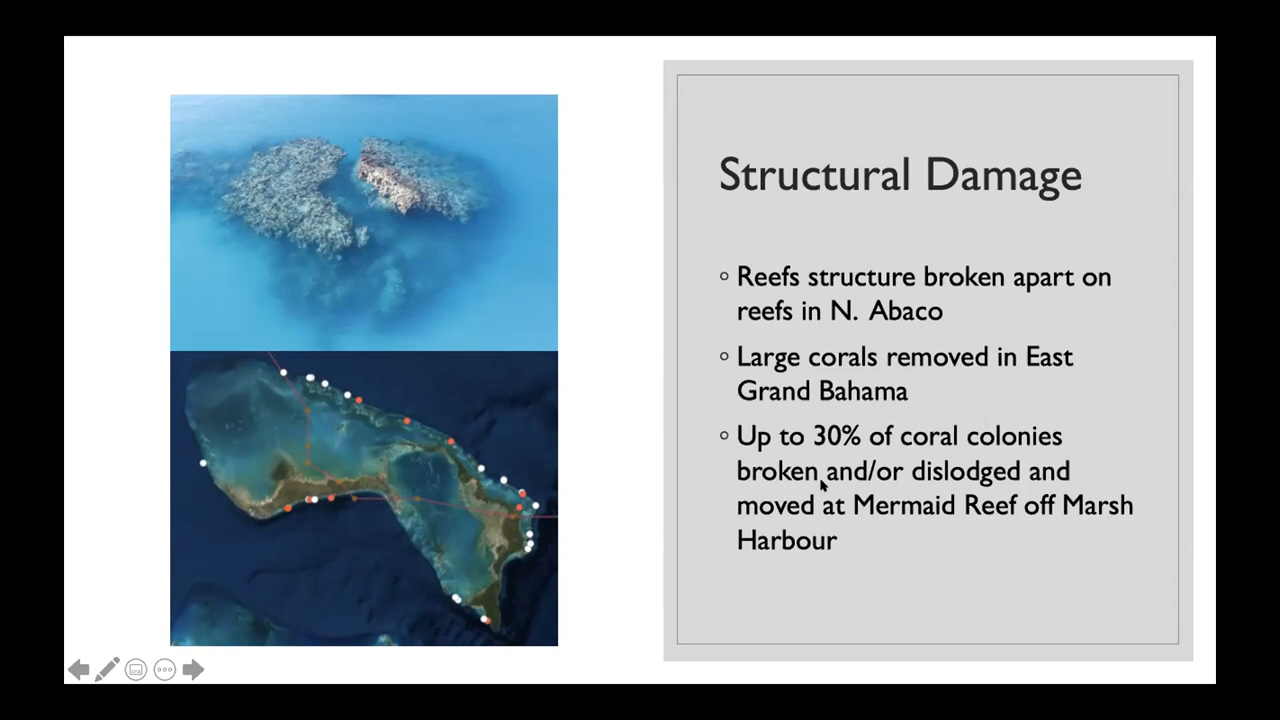 Structural Damage
Reefs structure broken apart on
reefs in N. Abaco
Large corals removed in East
Grand Bahama
Up to 30% of coral colonies
broken and/or dislodged and
moved at Mermaid Reef off Marsh
Harbour